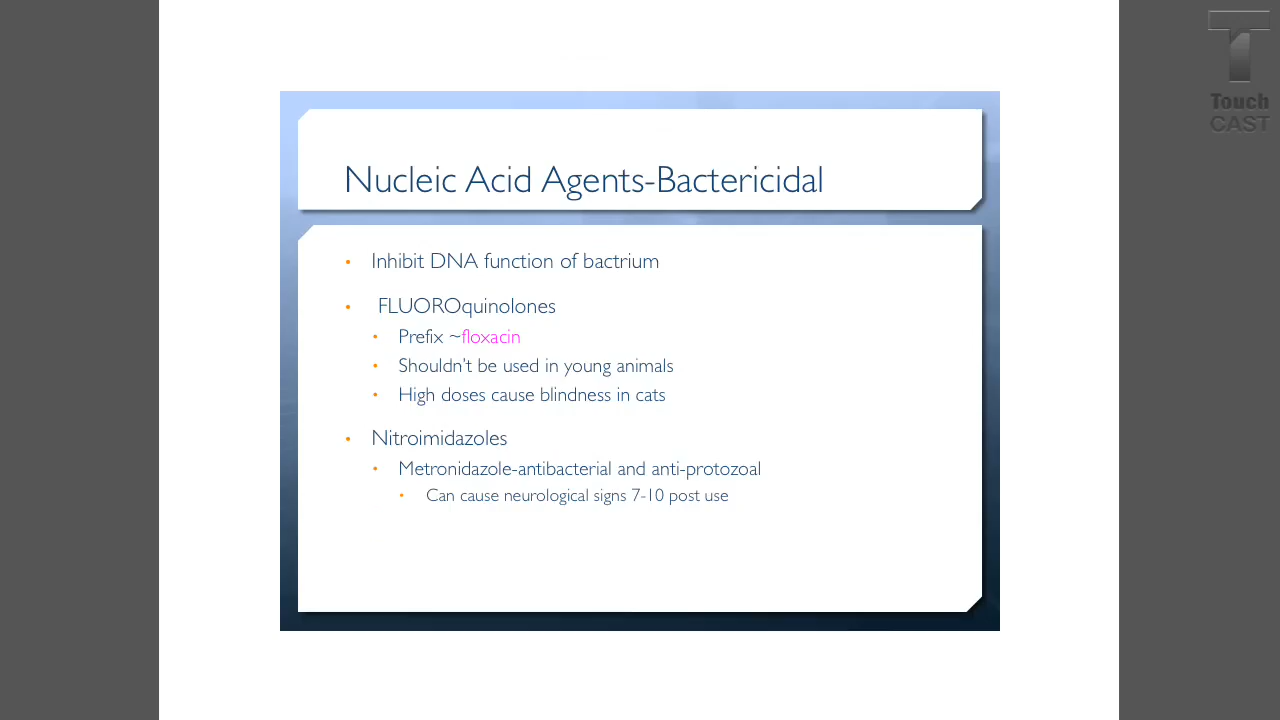 Touch
CAST
Nucleic Acid Agents-Bactericidal
• Inhibit DNA function of bactrium
• FLUOROquinolones
• Prefix ~floxacin
• Shouldn't be used in young animals
• High doses cause blindness in cats
• Nitroimidazoles
• Metronidazole-antibacterial and anti-protozoal
• Can cause neurological signs 7-10 post use